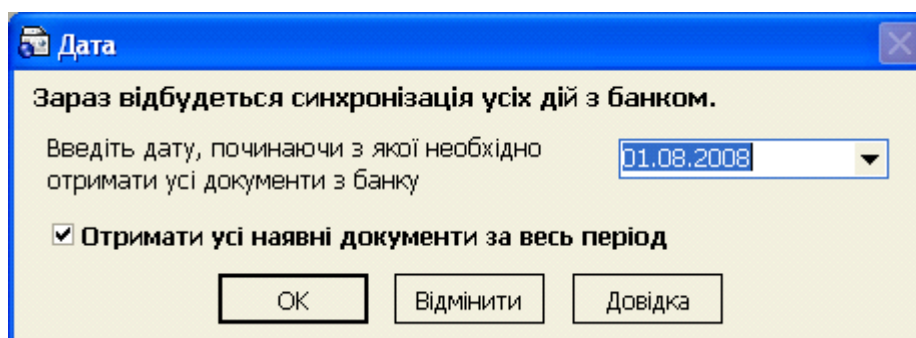 Дата
Зараз відбудеться синхронізація усіх дій з банком.
Введіть дату, починаючи з якої необхідно
отримати усі документи з банку
01.08.2008
Отримати усі наявні документи за весь період
ОК
Відмінити
Довідка